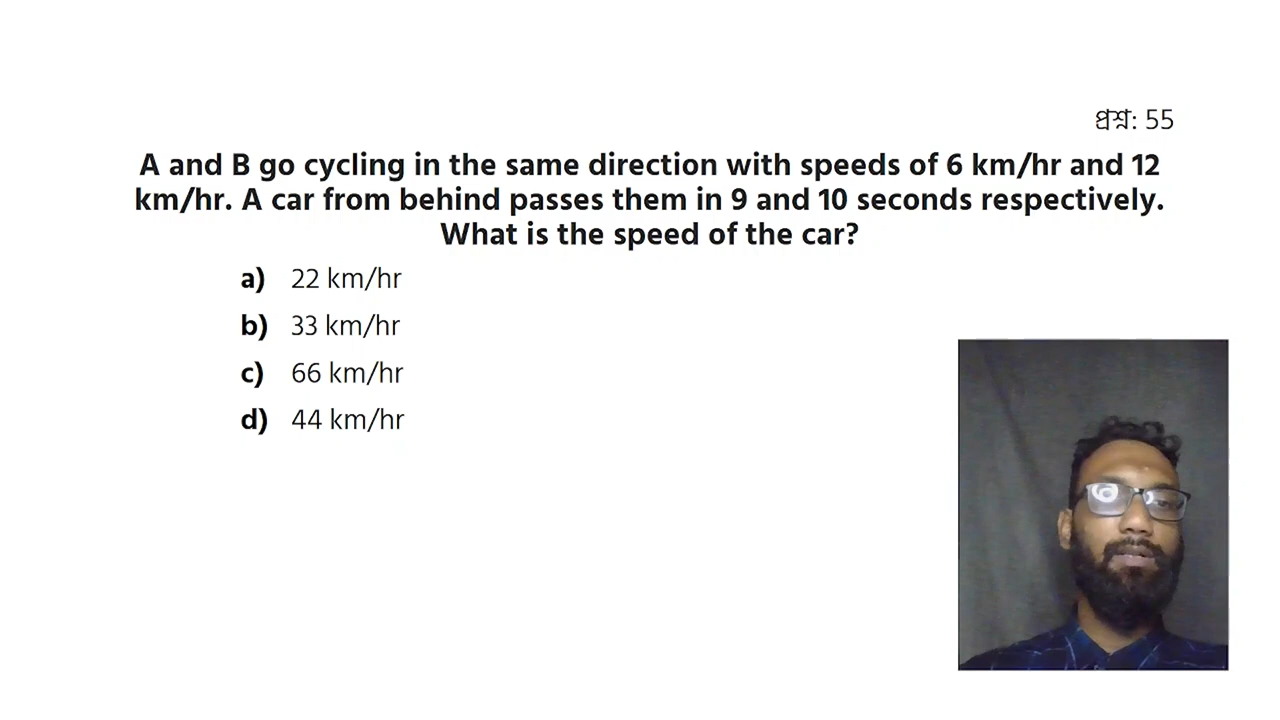 প্রশ্ন: 55
A and B go cycling in the same direction with speeds of 6 km/hr and 12
km/hr. A car from behind passes them in 9 and 10 seconds respectively.
What is the speed of the car?
a) 22 km/hr
b) 33 km/hr
c) 66 km/hr
d) 44 km/hr